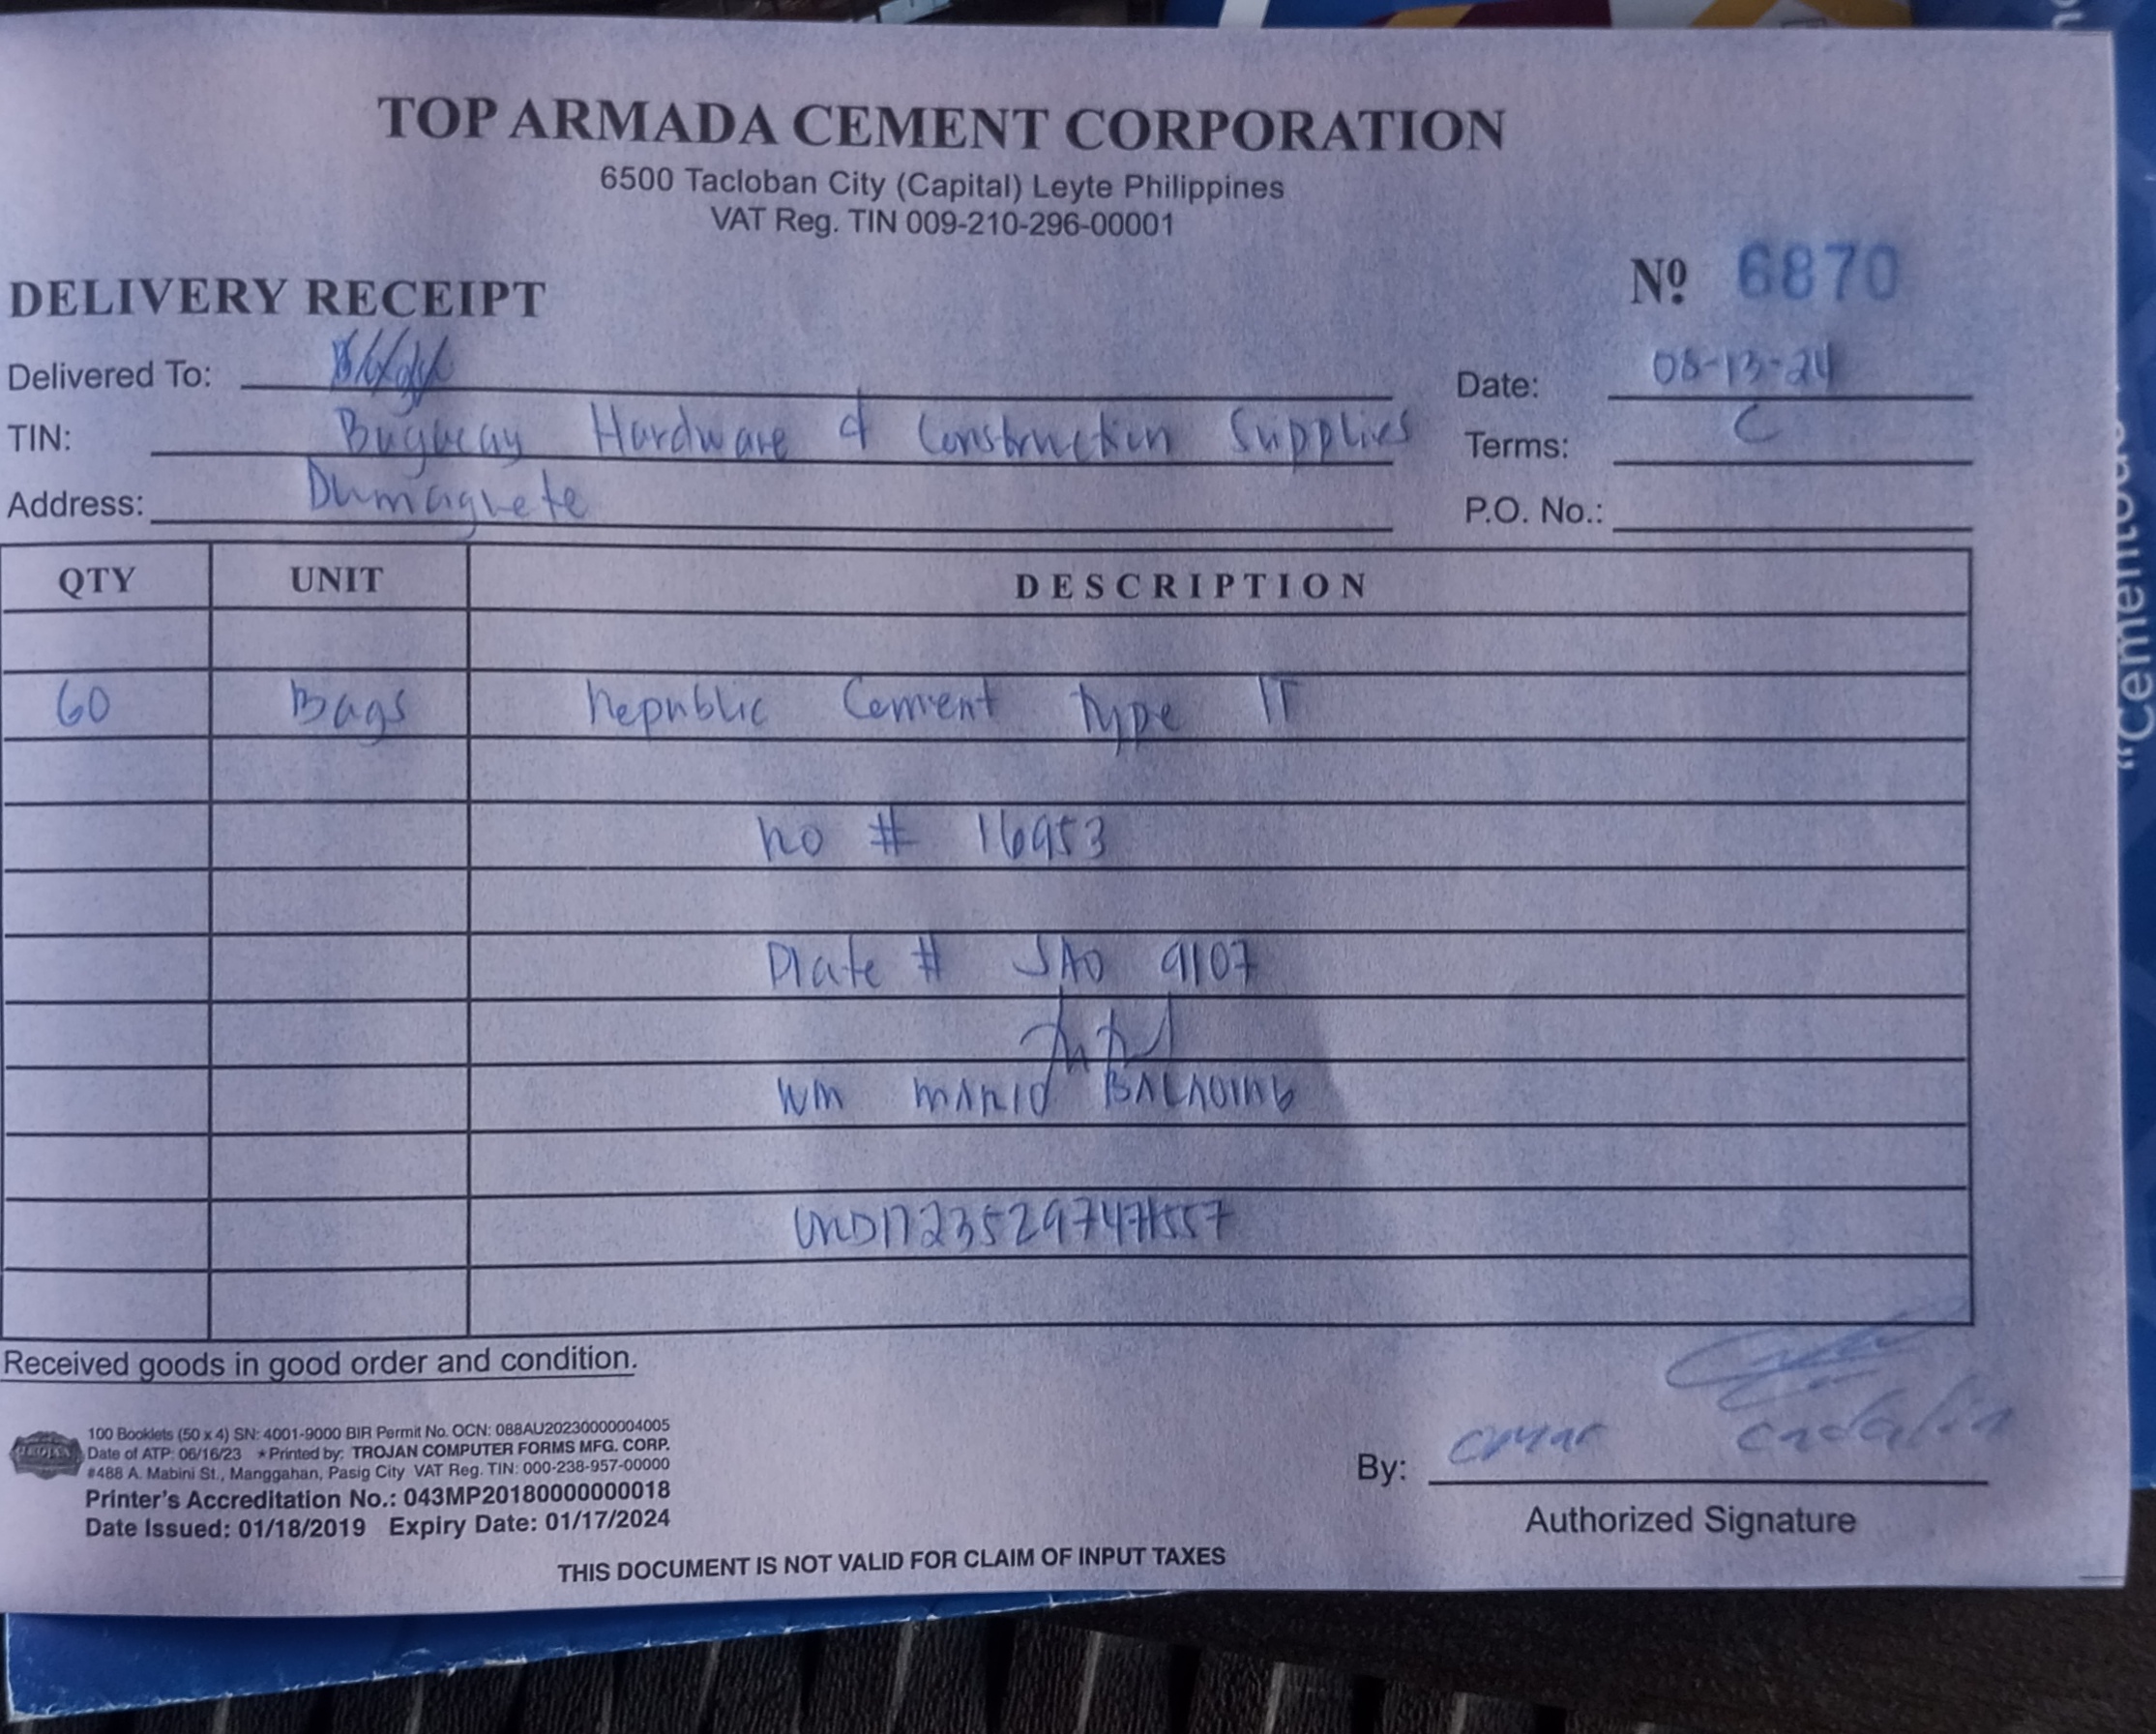 TOP ARMADA CEMENT CORPORATION
6500 Tacloban City (Capital) Leyte Philippines
VAT Reg. TIN 009-210-296-00001
DELIVERY RECEIPT
Nº 6870
Delivered To:
Date: 08-13-24
TIN: Hardware & Construction Supplies
Terms: C
Address: Dumaguete
P.O. No.:
QTY UNIT DESCRIPTION
60 Bags Republic Cement Type IT
# 16953
Plate # 9107
WM MARIO
Received goods in good order and condition.
100 Booklets (50 x 4) SN: 4001-9000 BIR Permit No. OCN: 088AU20230000004005
Date of ATP: 06/16/23 ★Printed by: TROJAN COMPUTER FORMS MFG. CORP.
#488 A. Mabini St., Manggahan, Pasig City VAT Reg. TIN: 000-238-957-00000
Printer's Accreditation No.: 043MP20180000000018
Date Issued: 01/18/2019 Expiry Date: 01/17/2024
By: omar
Authorized Signature
THIS DOCUMENT IS NOT VALID FOR CLAIM OF INPUT TAXES